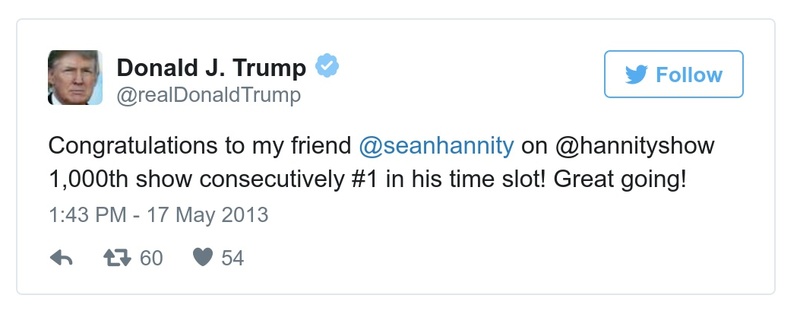 Donald J. Trump
@realDonaldTrump
Follow
Congratulations to my friend @seanhannity on @hannityshow
1,000th show consecutively #1 in his time slot! Great going!
1:43 PM - 17 May 2013
60 54